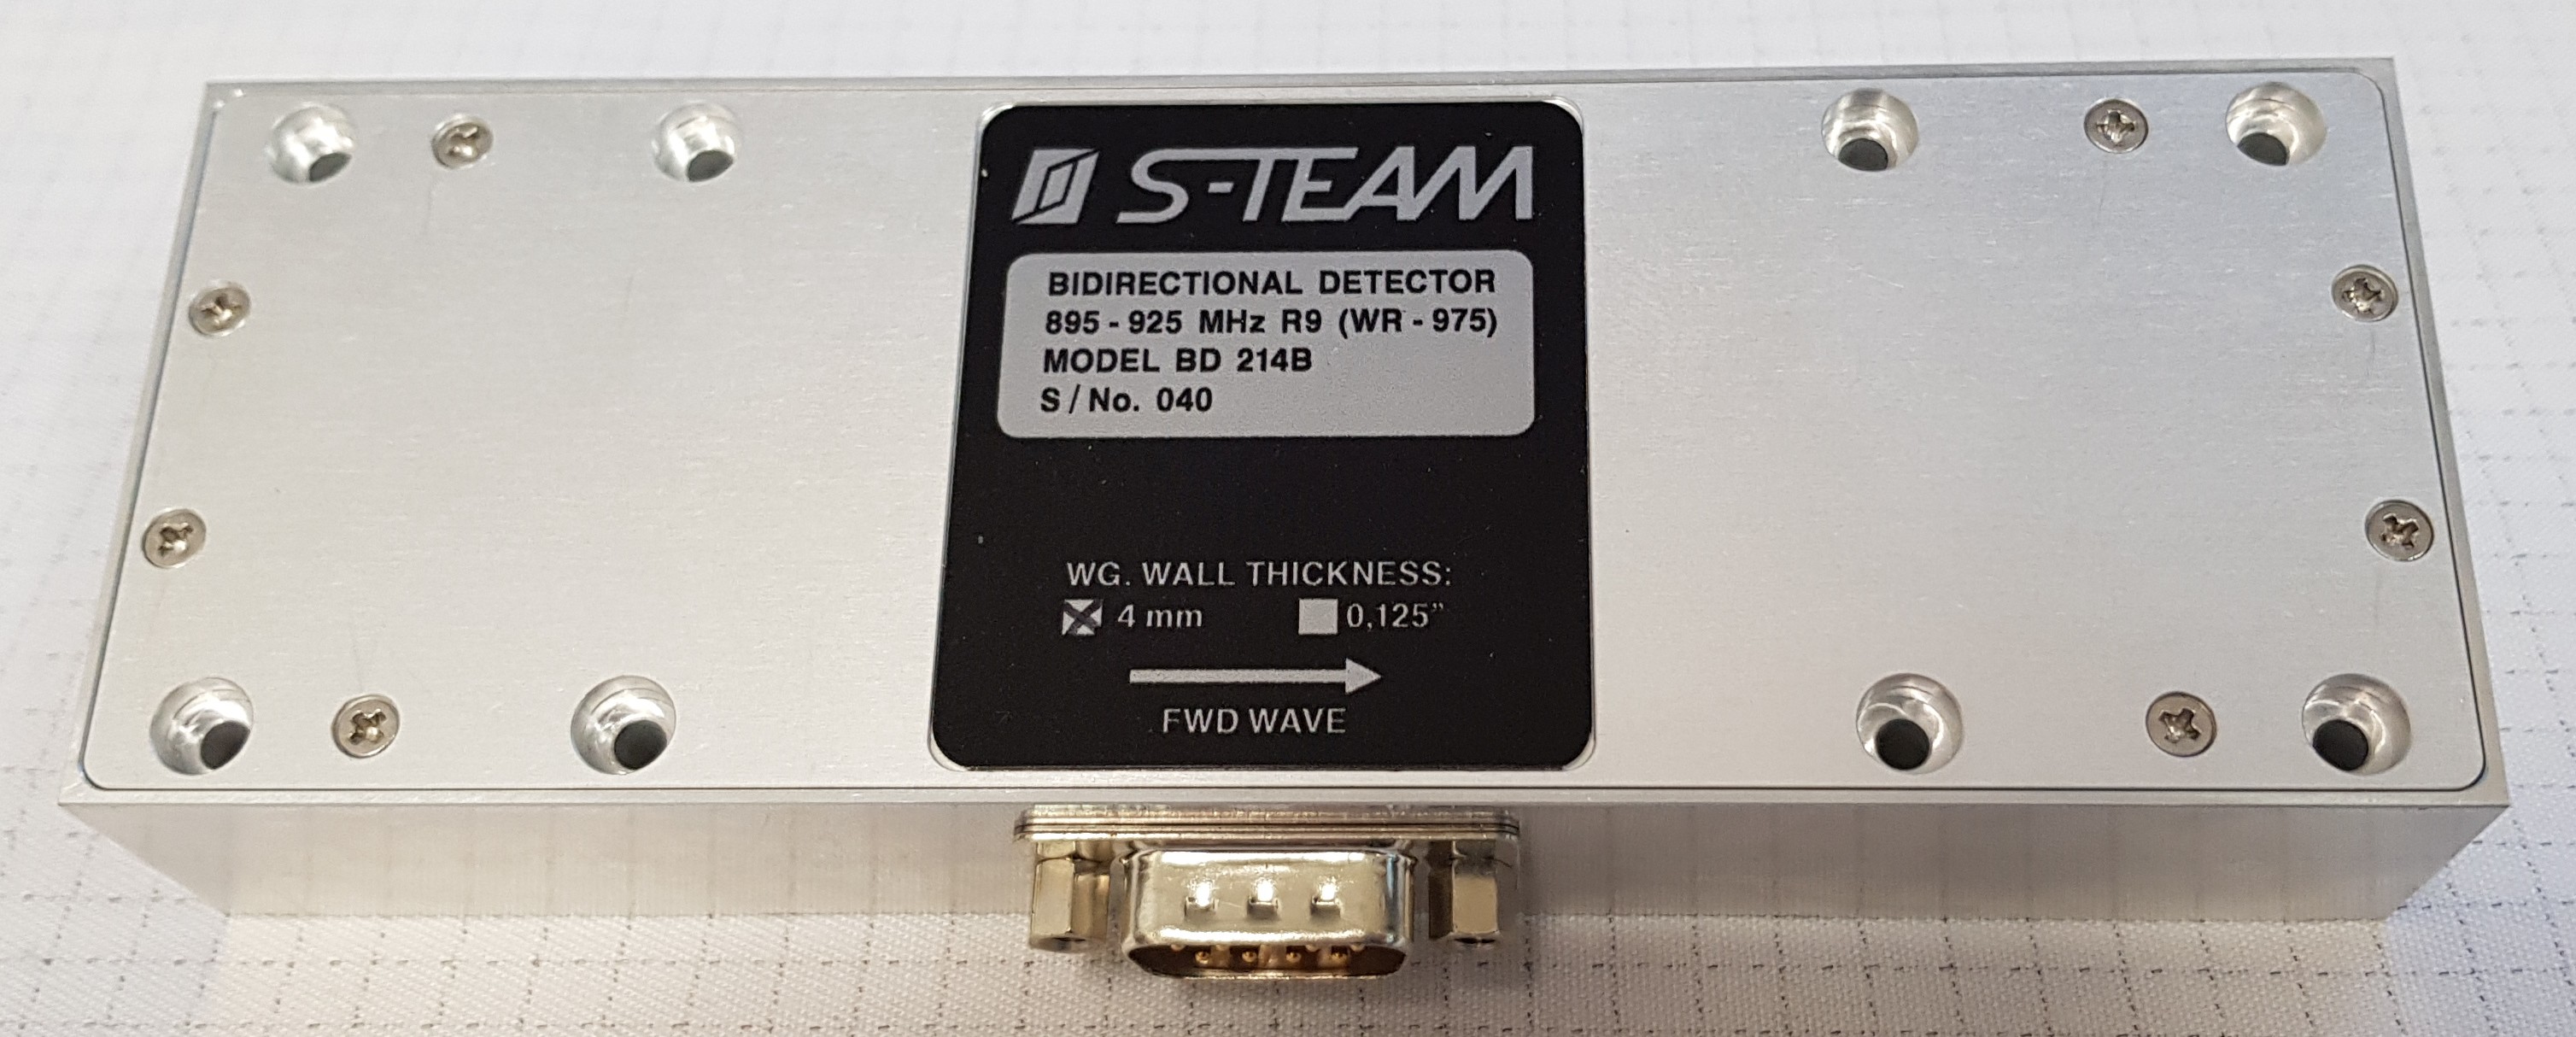 S-TEAM
BIDIRECTIONAL DETECTOR
895 - 925 MHz R9 (WR - 975)
MODEL BD 214B
S / No. 040
WG. WALL THICKNESS:
4 mm 0,125"
FWD WAVE